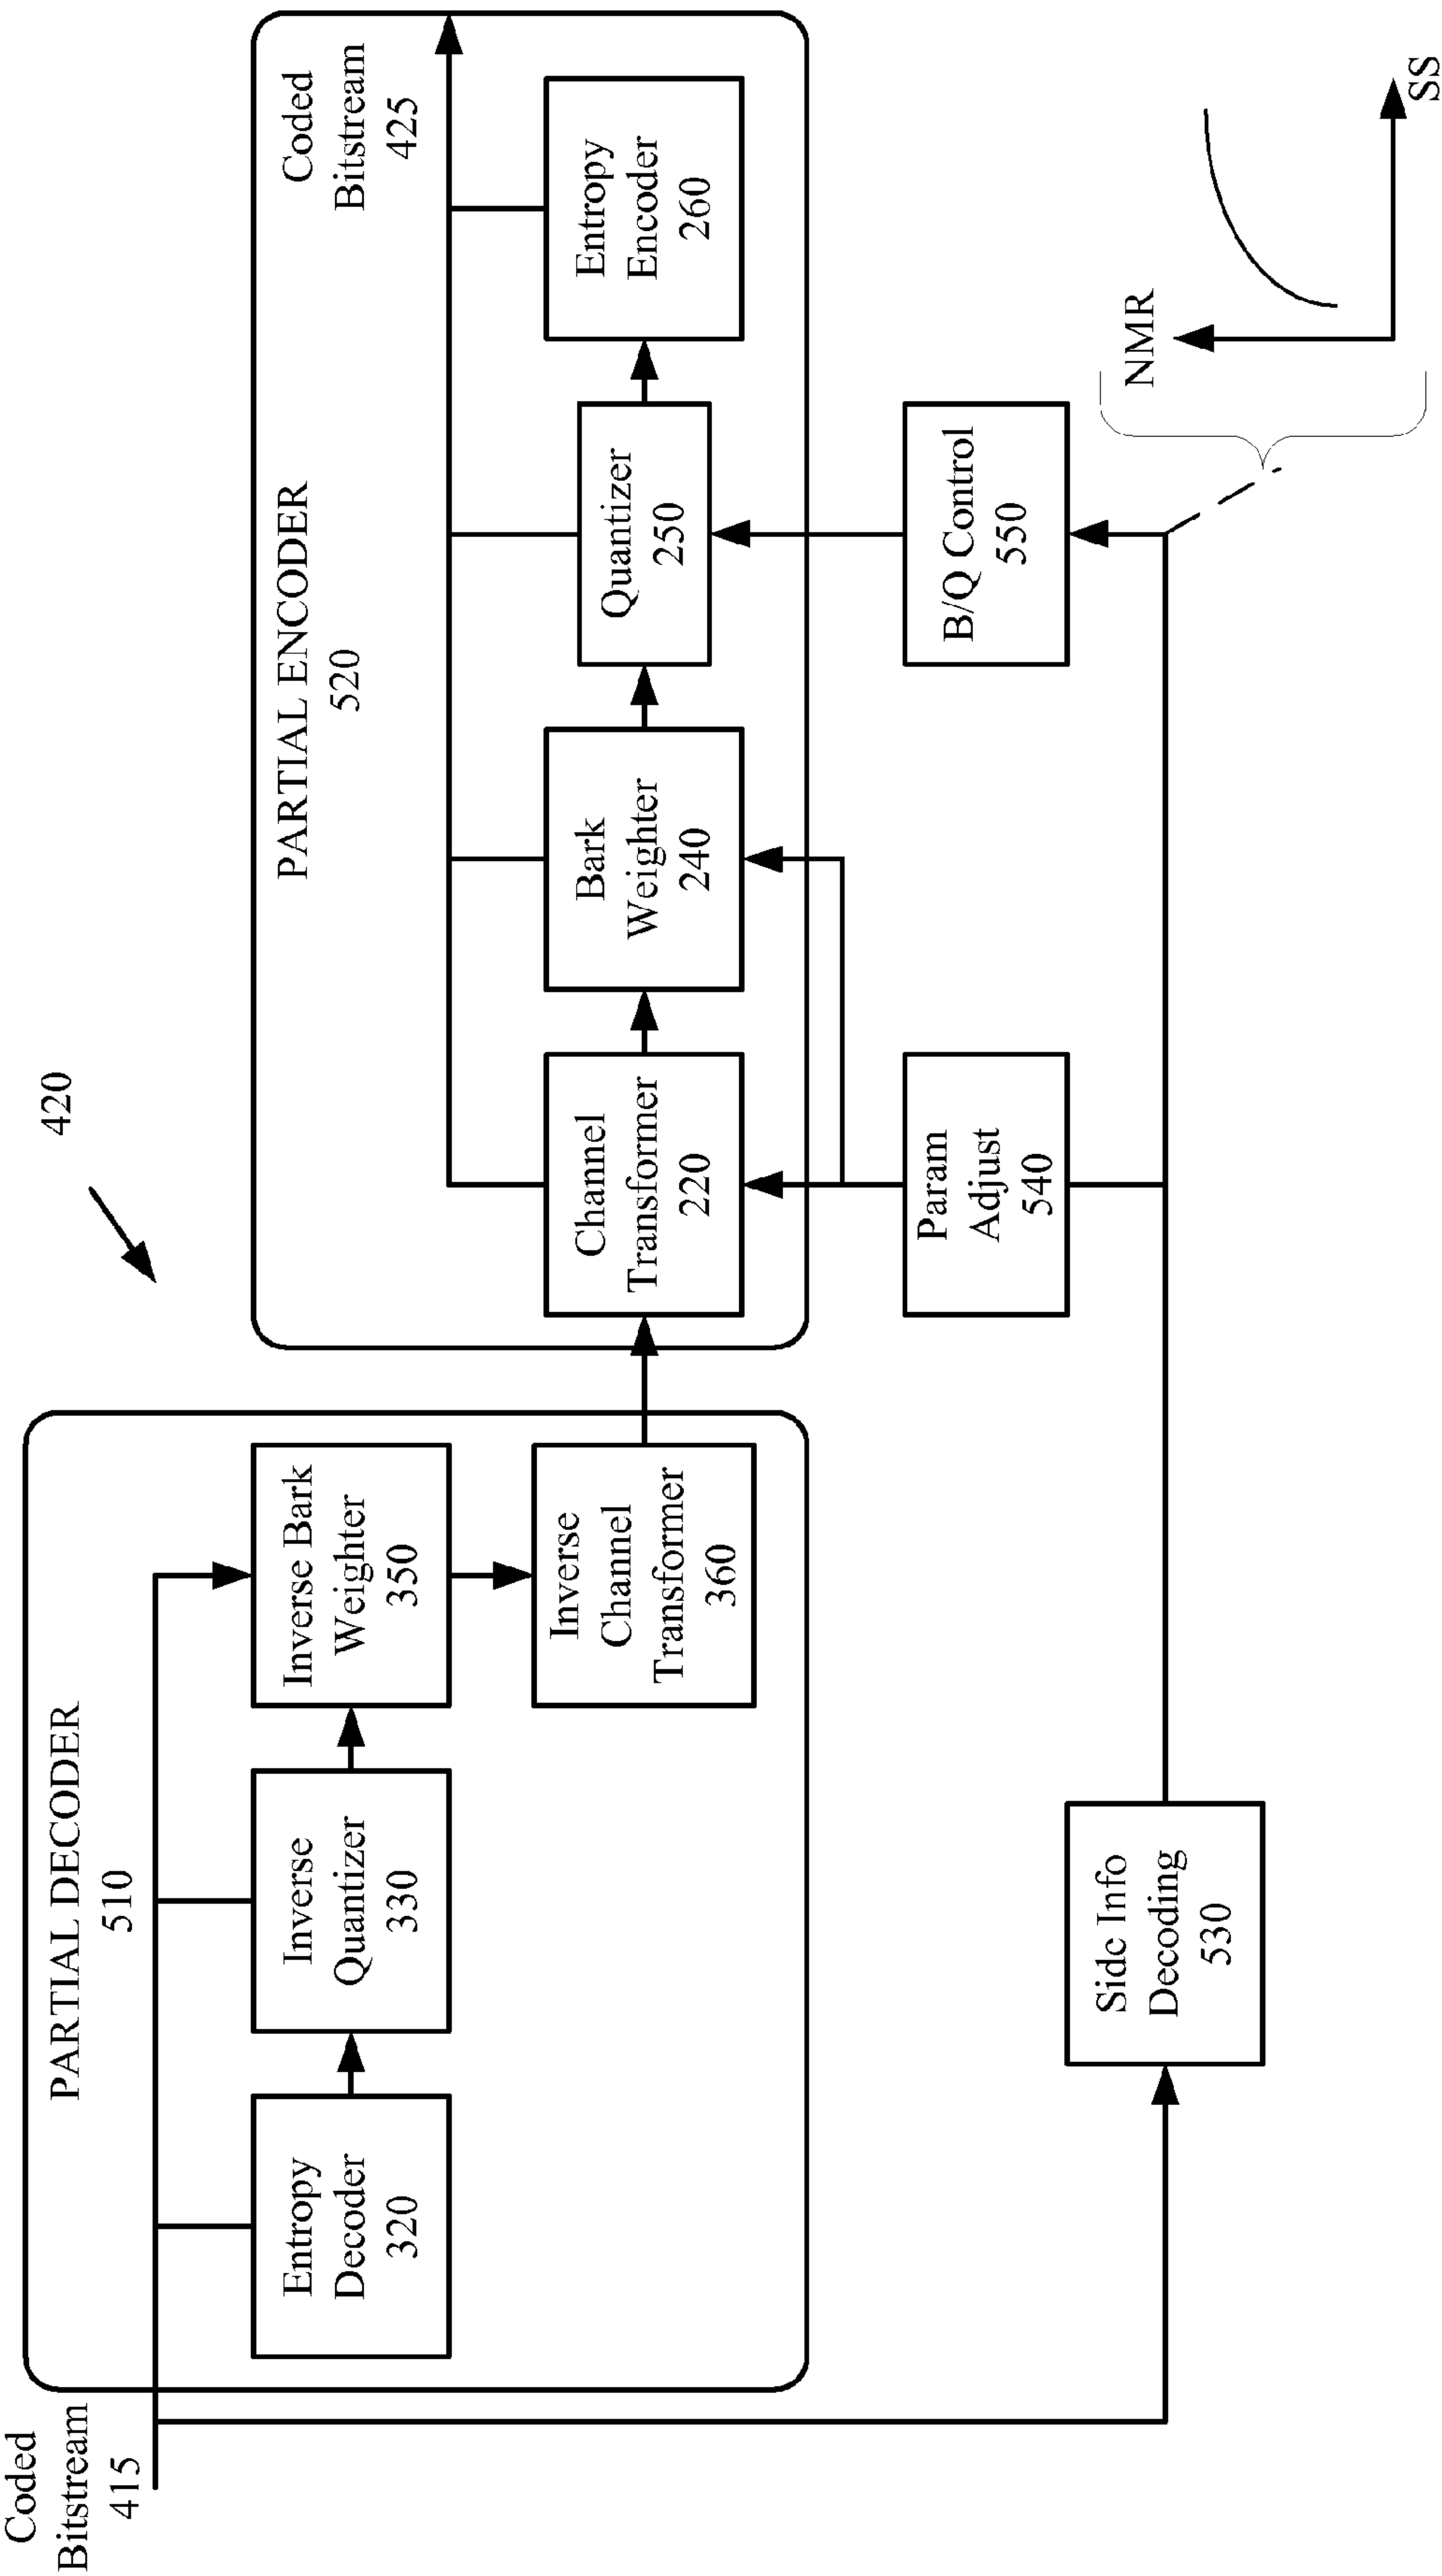 420
Coded
Bitstream
415
PARTIAL DECODER
510
Entropy
Decoder
320
Inverse
Quantizer
330
Inverse Bark
Weighter
350
Inverse
Channel
Transformer
360
PARTIAL ENCODER
520
Coded
Bitstream
425
Channel
Transformer
220
Bark
Weighter
240
Quantizer
250
Entropy
Encoder
260
Side Info
Decoding
530
Param
Adjust
540
B/Q Control
550
NMR
SS